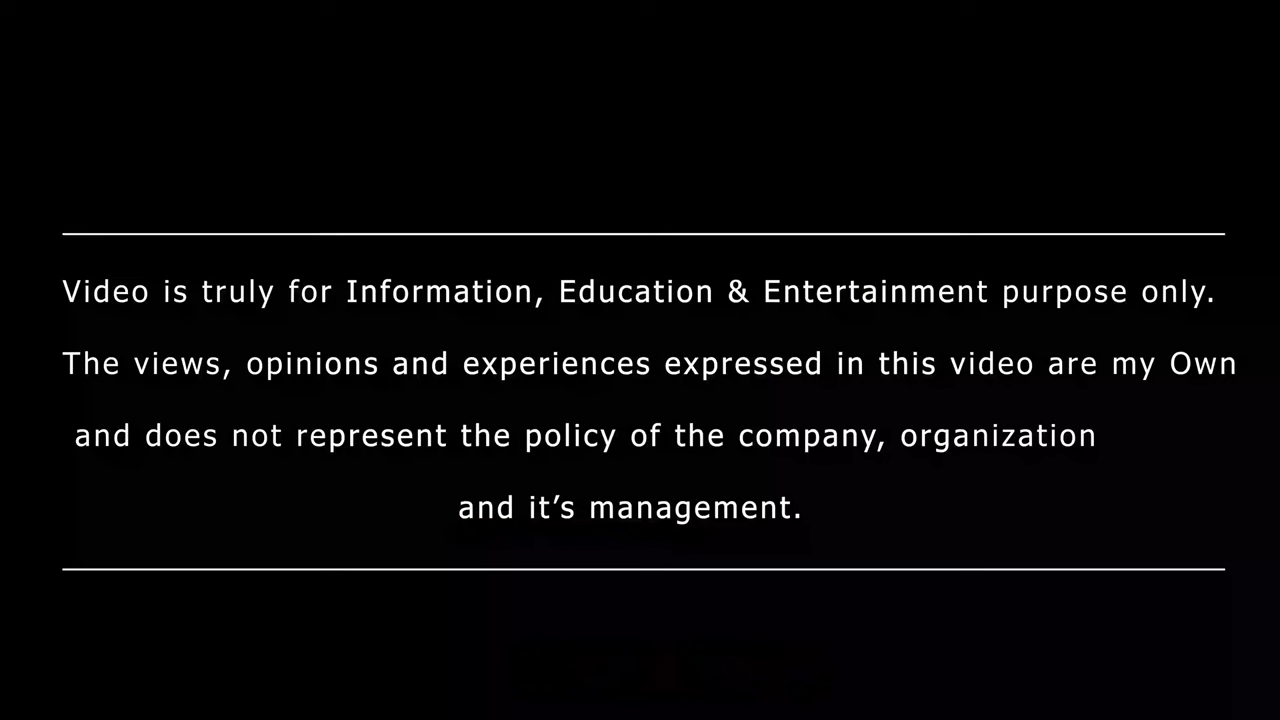 Video is truly for Information, Education & Entertainment purpose only.
The views, opinions and experiences expressed in this video are my Own
and does not represent the policy of the company, organization
and it’s management.